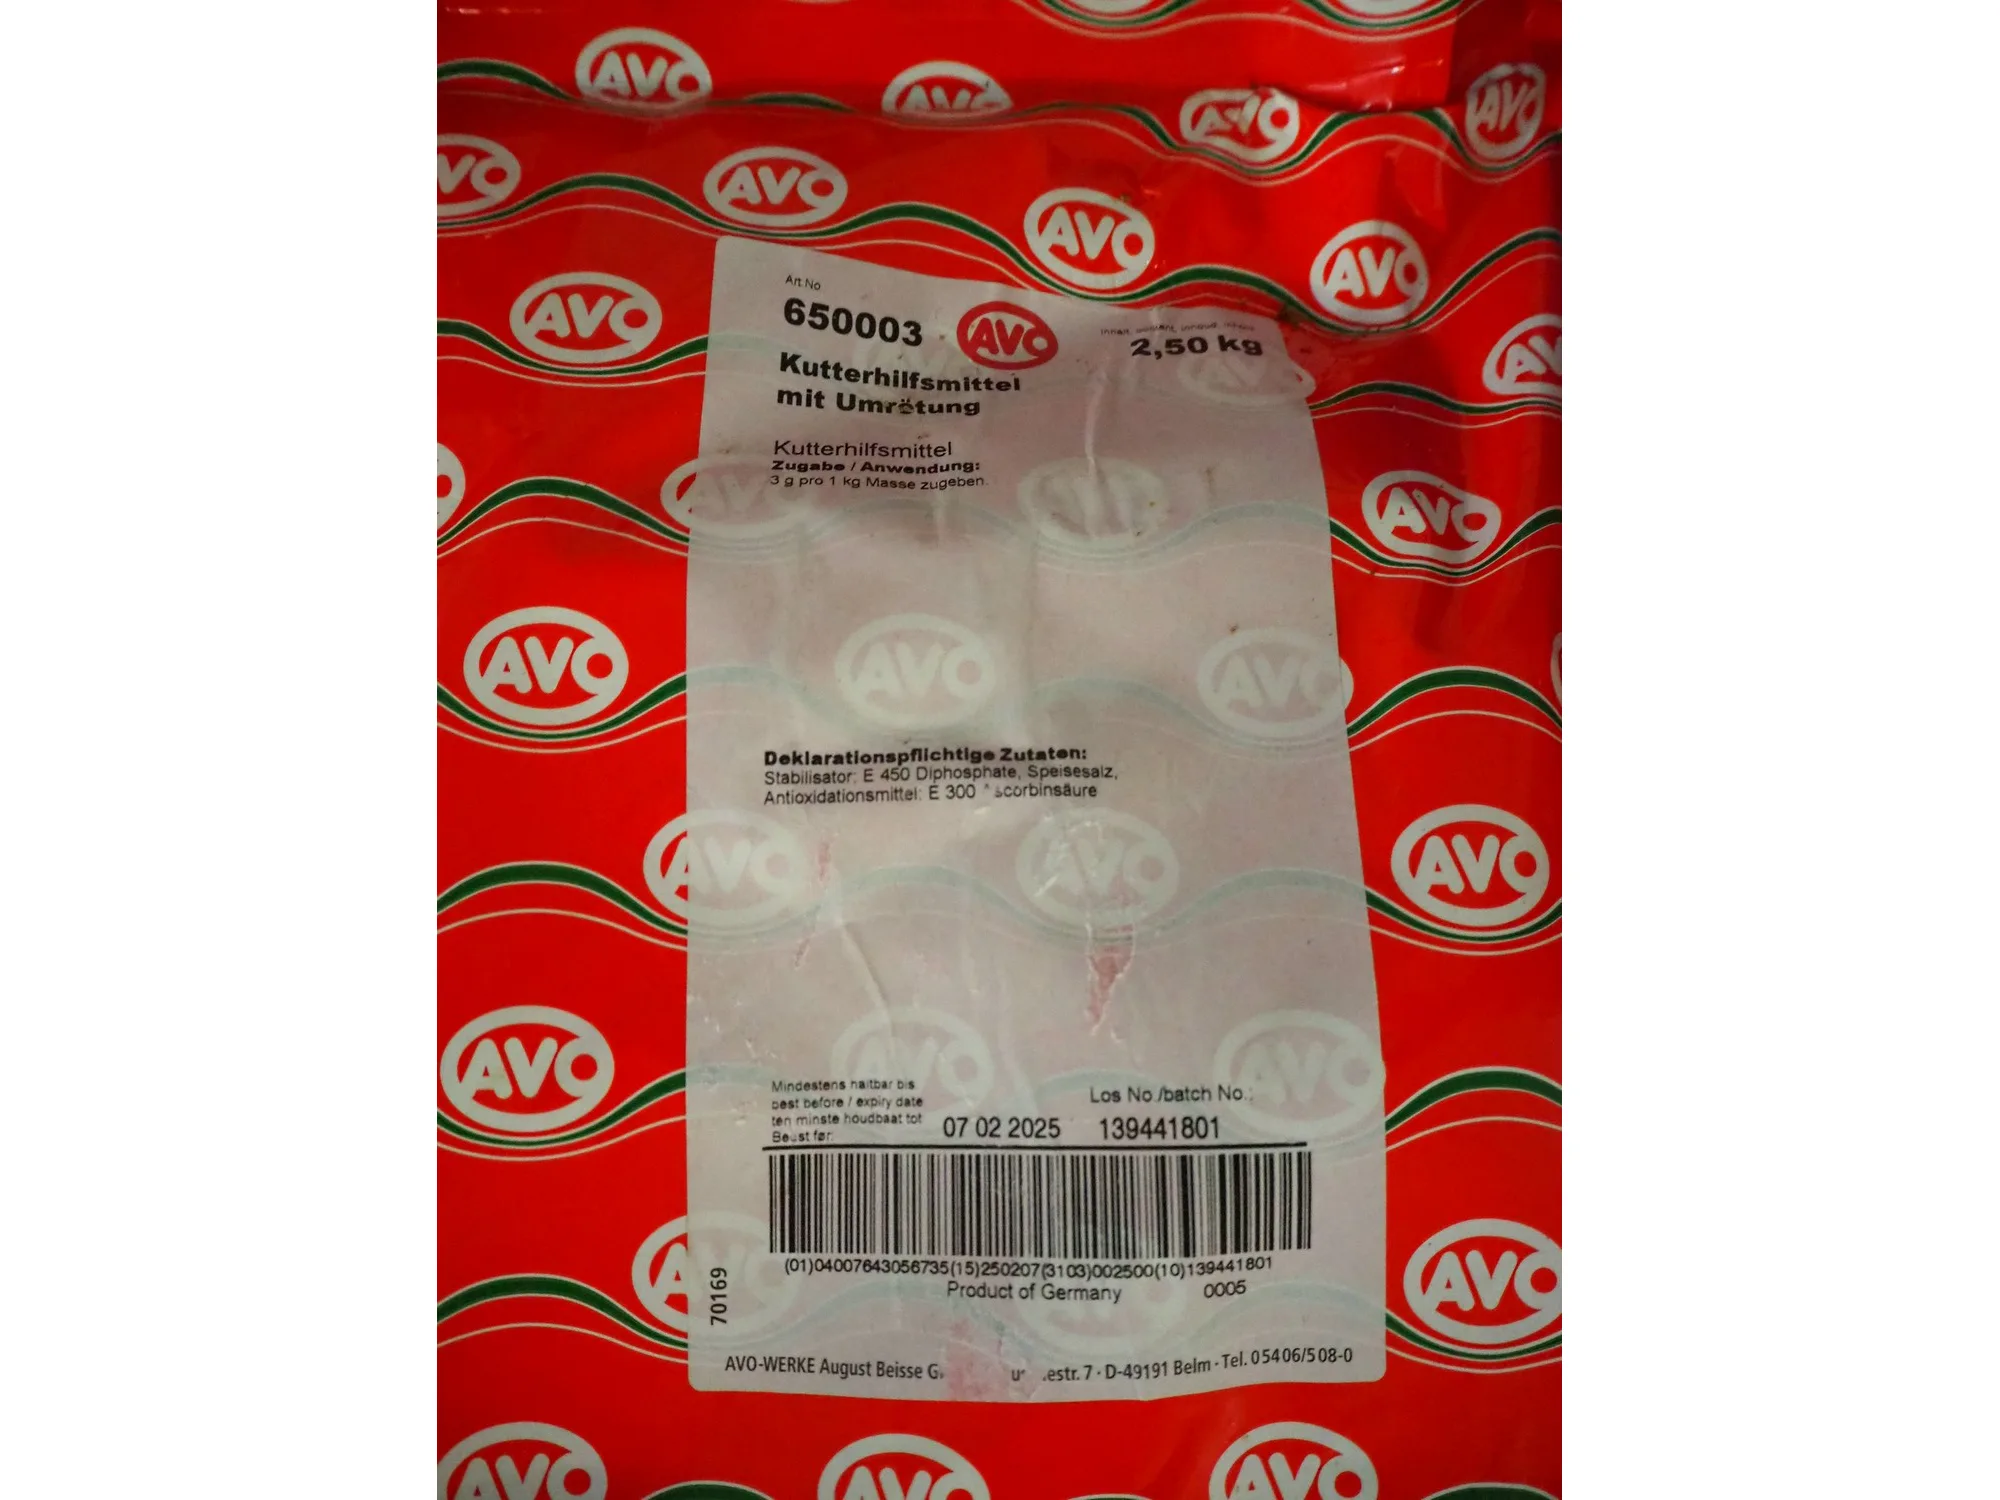 Art No
650003
AVO
2,50 kg
Kutterhilfsmittel
mit Umrötung
Kutterhilfsmittel
Zugabe / Anwendung:
3 g pro 1 kg Masse zugeben.
Deklarationspflichtige Zutaten:
Stabilisator: E 450 Diphosphate, Speisesalz,
Antioxidationsmittel: E 300 scorbinsäure
Mindestens haltbar bis
best before / expiry date
ten minste houdbaat tot
før:
07 02 2025
Los No./batch No.:
139441801
(01)04007643056735(15)250207(3103)002500(10)139441801
Product of Germany
0005
70169
AVO-WERKE August Beisse estr. 7 · D-49191 Belm · Tel. 05406/508-0